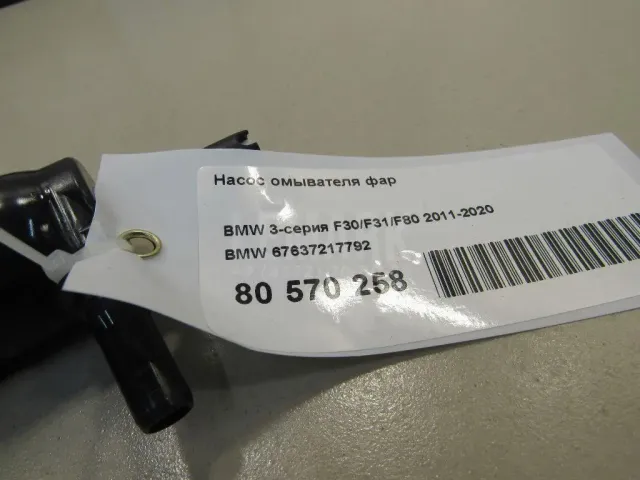 Насос омывателя фар
BMW 3-серия F30/F31/F80 2011-2020
BMW 67637217792
80 570 258